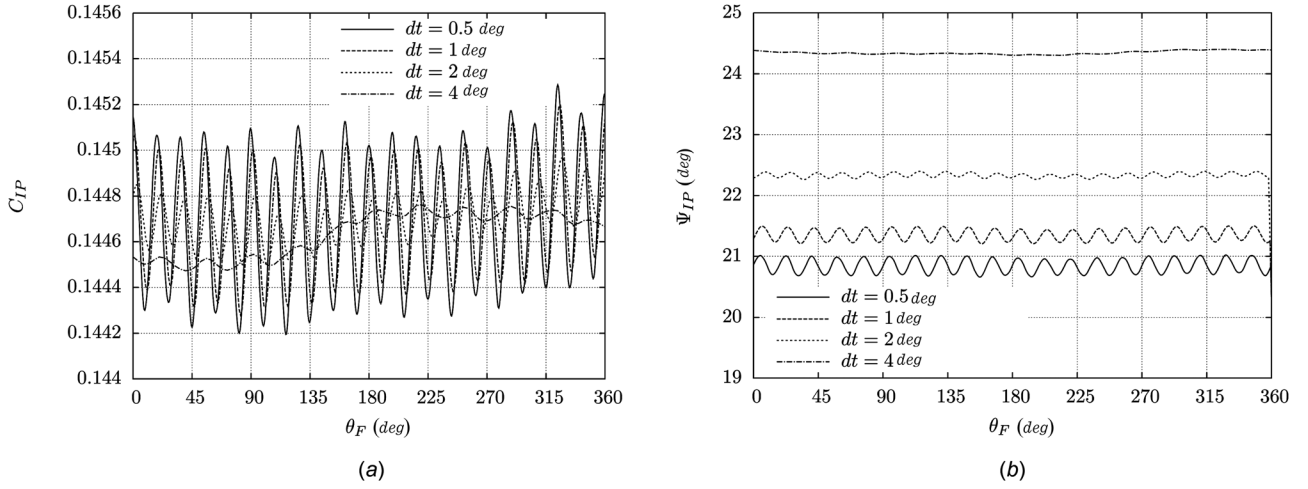 0.1456
0.1454
0.1452
0.145
0.1448
0.1446
0.1444
0.1442
0.144
C_IP
dt = 0.5 deg
dt = 1 deg
dt = 2 deg
dt = 4 deg
0 45 90 135 180 225 270 315 360
θ_F (deg)
(a)
25
24
23
22
21
20
19
Ψ_IP (deg)
dt = 0.5 deg
dt = 1 deg
dt = 2 deg
dt = 4 deg
0 45 90 135 180 225 270 315 360
θ_F (deg)
(b)